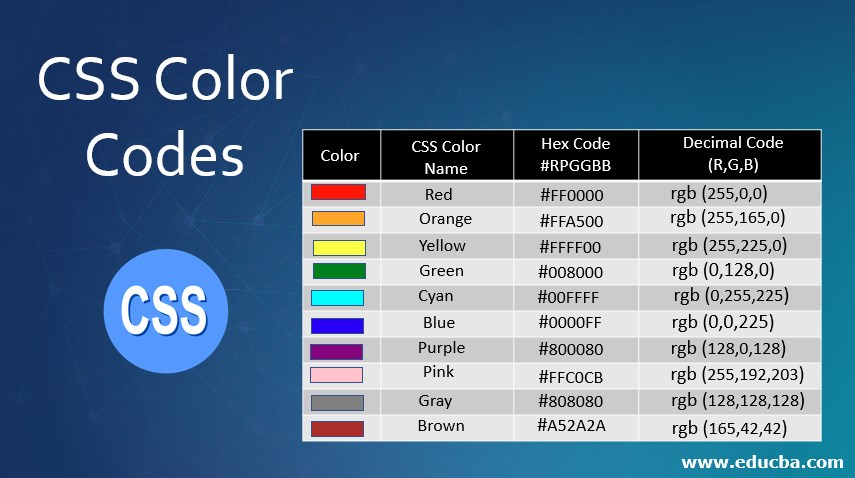 CSS Color
Codes
CSS
Color CSS Color Name Hex Code #RPGGBB Decimal Code (R,G,B)
Red #FF0000 rgb (255,0,0)
Orange #FFA500 rgb (255,165,0)
Yellow #FFFF00 rgb (255,225,0)
Green #008000 rgb (0,128,0)
Cyan #00FFFF rgb (0,255,225)
Blue #0000FF rgb (0,0,225)
Purple #800080 rgb (128,0,128)
Pink #FFC0CB rgb (255,192,203)
Gray #808080 rgb (128,128,128)
Brown #A52A2A rgb (165,42,42)
www.educba.com